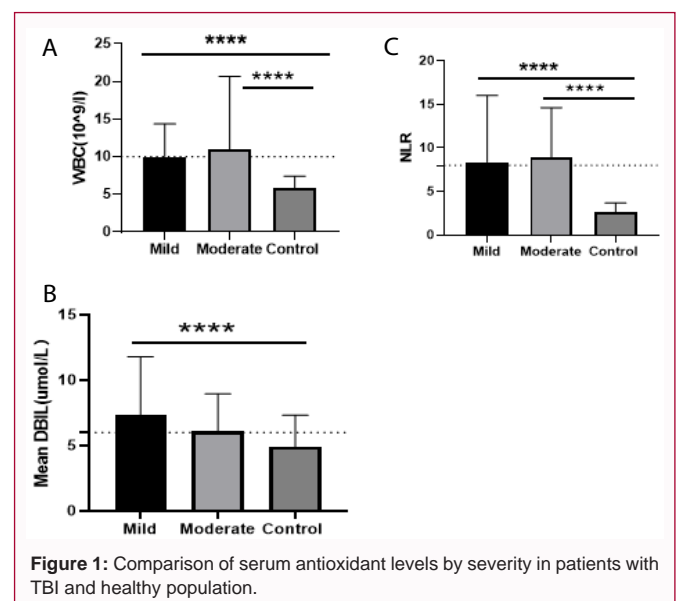 A
25
20
15
10
5
0
WBC(10^9/l)
****
****
Mild Moderate Control
C
20
15
10
5
0
NLR
****
****
Mild Moderate Control
B
15
10
5
0
Mean DBIL(umol/L)
****
Mild Moderate Control
Figure 1: Comparison of serum antioxidant levels by severity in patients with
TBI and healthy population.